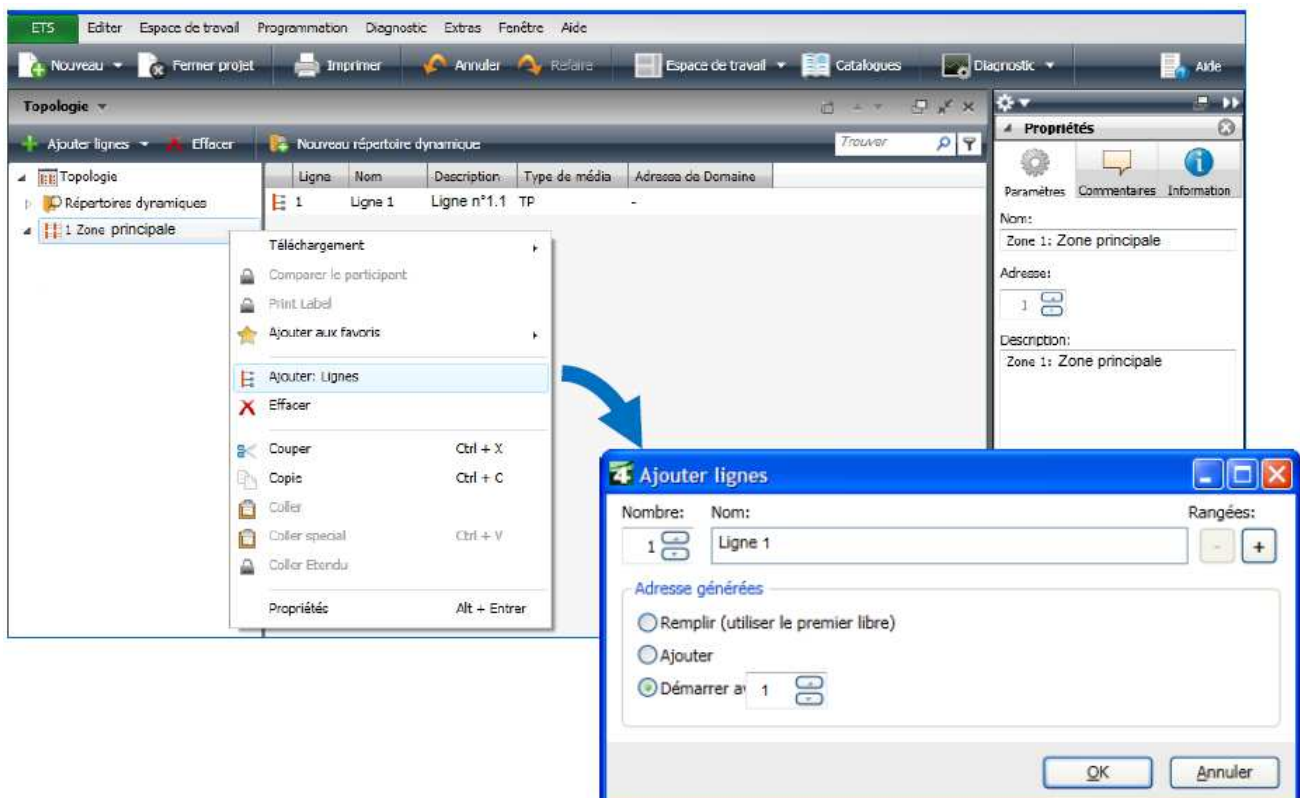 ETS Editer Espace de travail Programmation Diagnostic Extras Fenêtre Aide
Nouveau Fermer projet Imprimer Annuler Refaire Espace de travail Catalogues Diagnostic Aide
Topologie
Ajouter lignes Effacer Nouveau répertoire dynamique Trouver
Topologie
Répertoires dynamiques
1 Zone principale
Ligne Nom Description Type de média Adresse de Domaine
1 Ligne 1 Ligne n°1.1 TP -
Téléchargement
Comparer le participant
Print Label
Ajouter aux favoris
Ajouter: Lignes
Effacer
Couper Ctrl + X
Copie Ctrl + C
Coller
Coller special Ctrl + V
Coller Etendu
Propriétés Alt + Entrer
Propriétés
Paramètres Commentaires Information
Nom:
Zone 1: Zone principale
Adresse:
1
Description:
Zone 1: Zone principale
4 Ajouter lignes
Nombre: Nom: Rangées:
1 Ligne 1 - +
Adresse générées
Remplir (utiliser le premier libre)
Ajouter
Démarrer av 1
OK Annuler